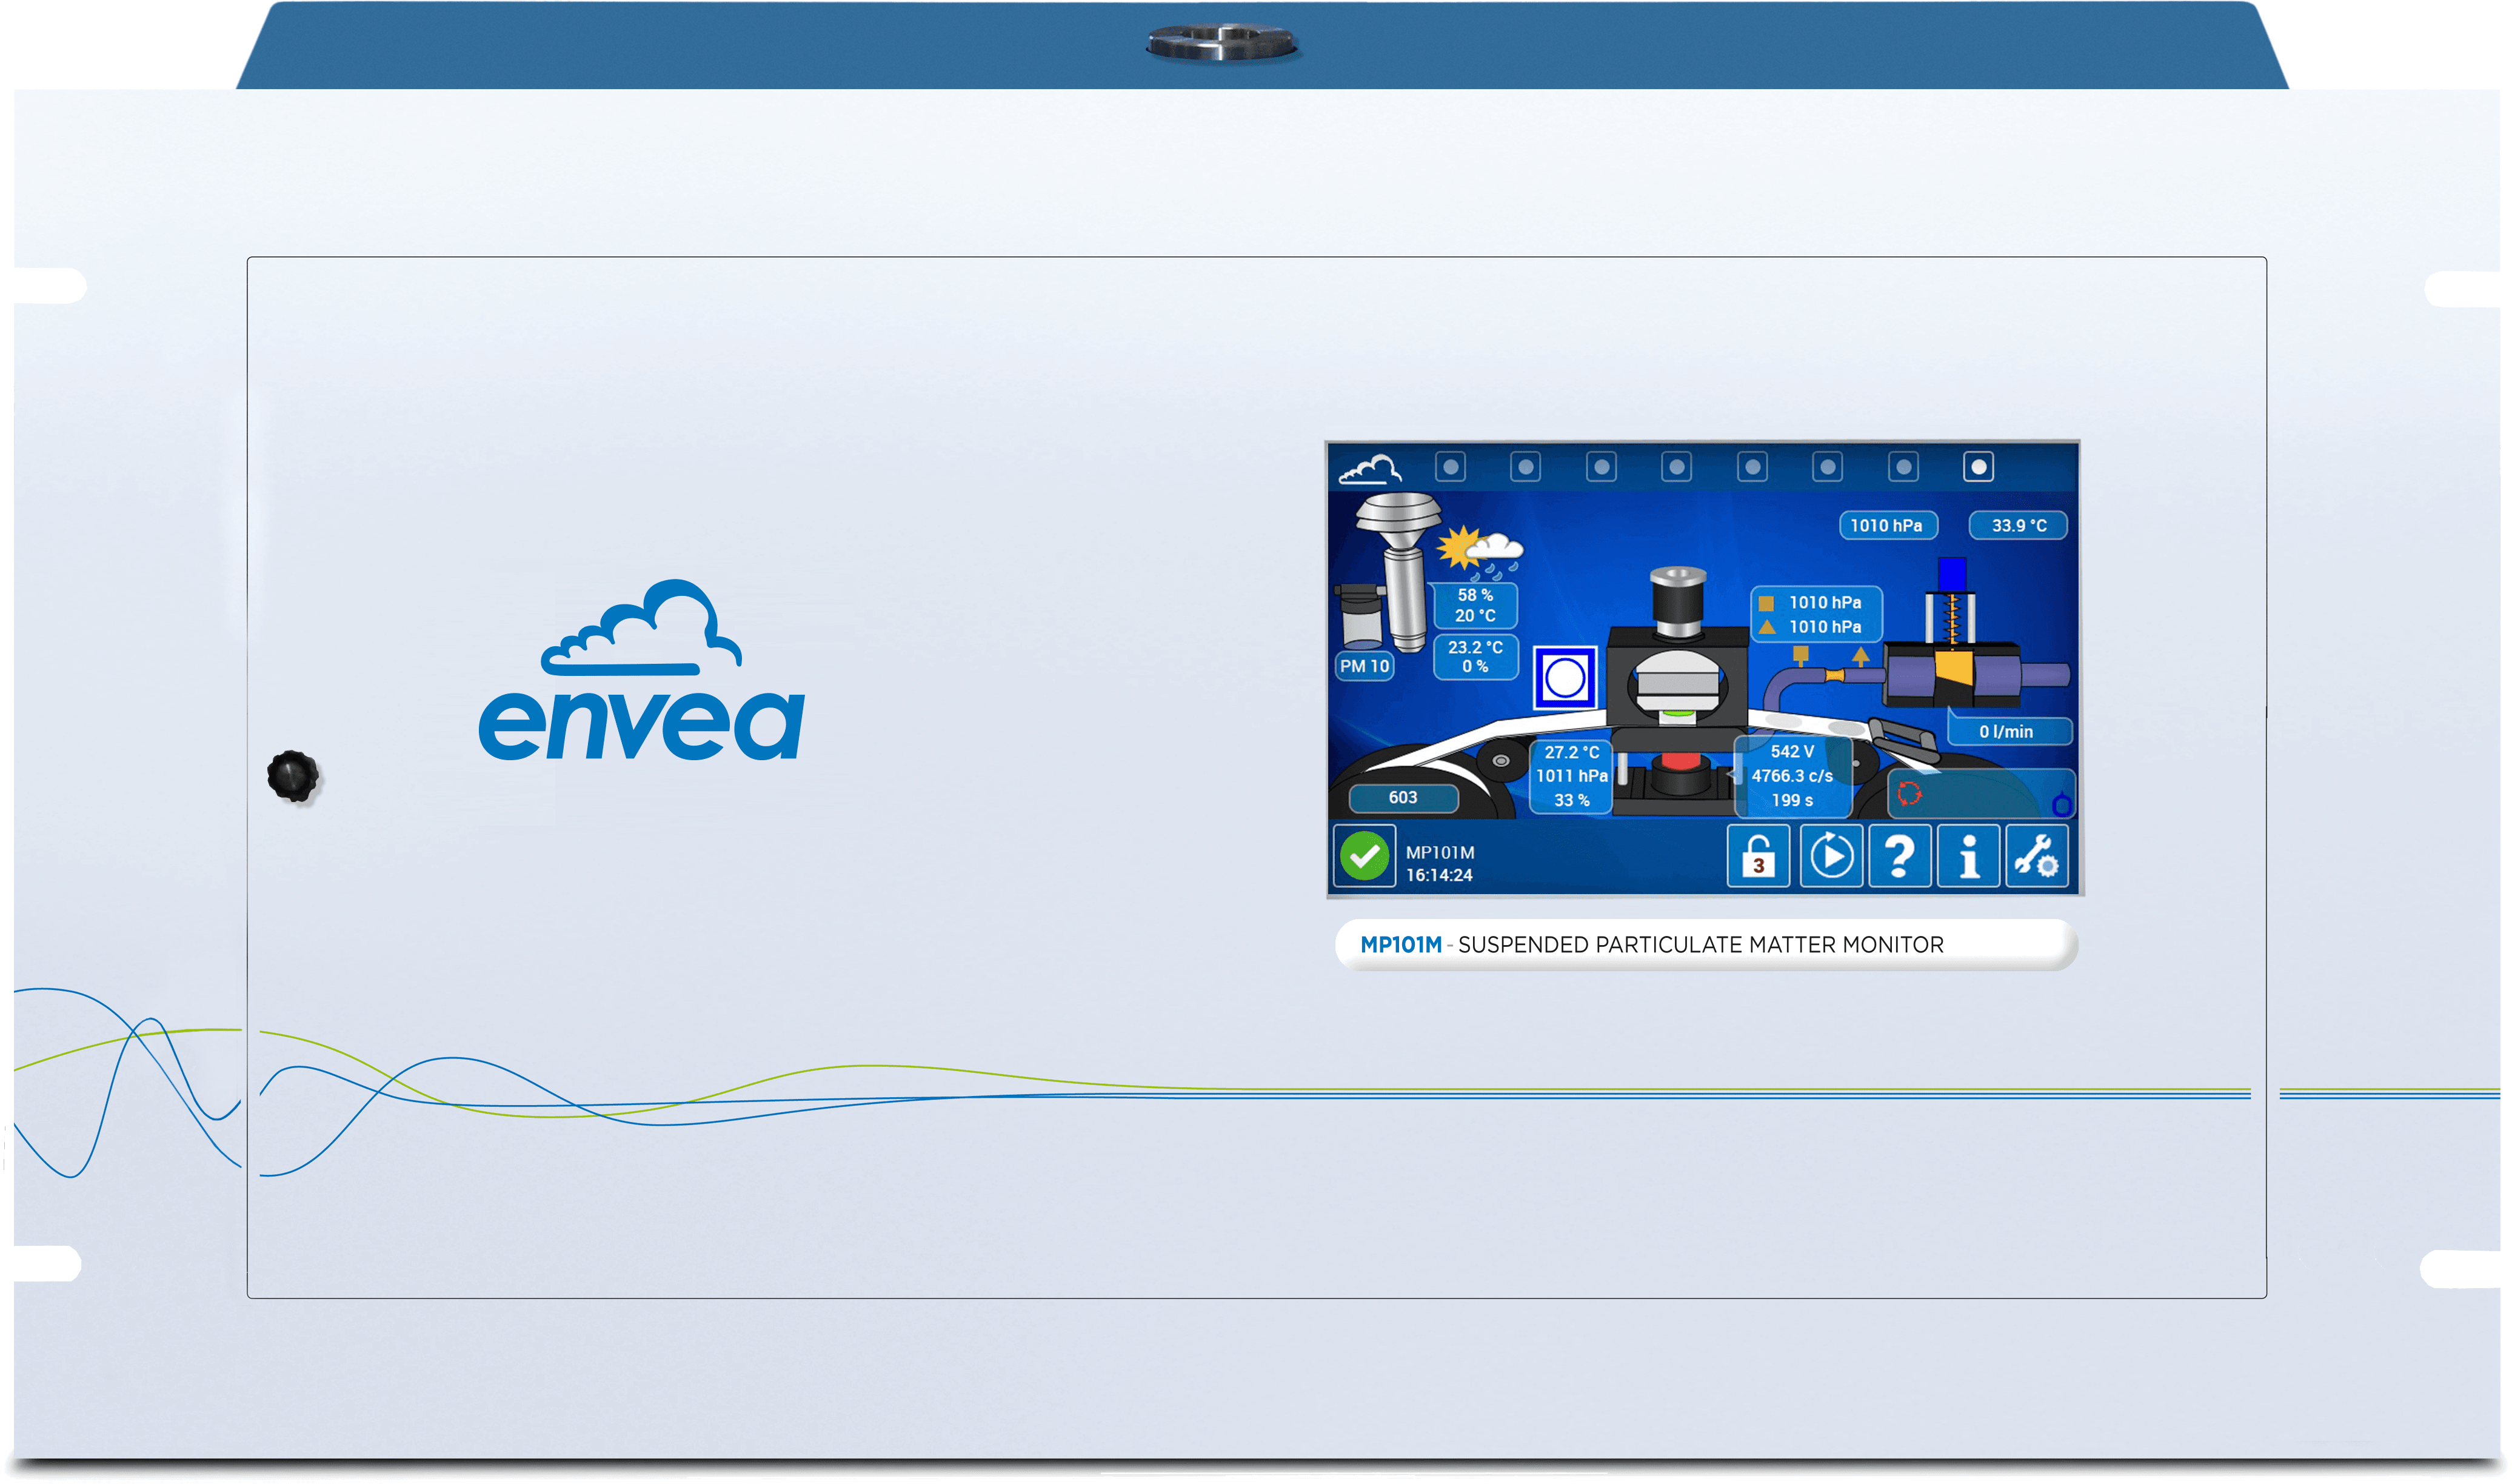 1010 hPa
33.9 °C
58 %
20 °C
1010 hPa
1010 hPa
23.2 °C
0 %
PM 10
envea
0 l/min
27.2 °C
1011 hPa
33 %
542 V
4766.3 c/s
199 s
603
MP101M
16:14:24
3
?
i
MP101M - SUSPENDED PARTICULATE MATTER MONITOR